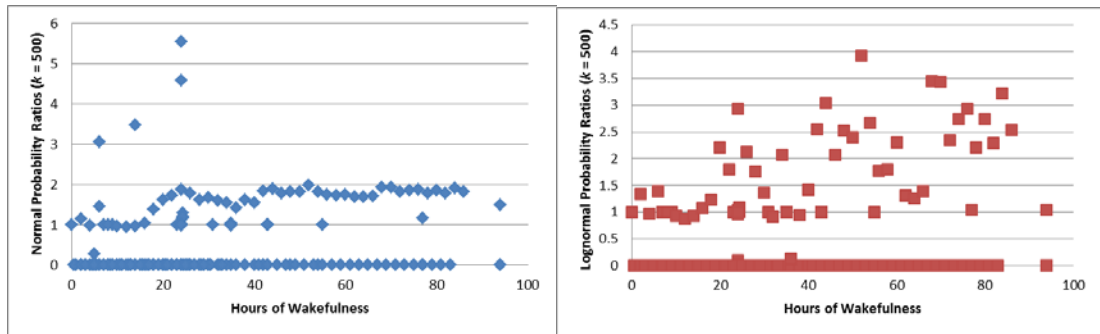 Normal Probability Ratios (k = 500)
6
5
4
3
2
1
0
0 20 40 60 80 100
Hours of Wakefulness
Lognormal Probability Ratios (k = 500)
4.5
4
3.5
3
2.5
2
1.5
1
0.5
0
0 20 40 60 80 100
Hours of Wakefulness